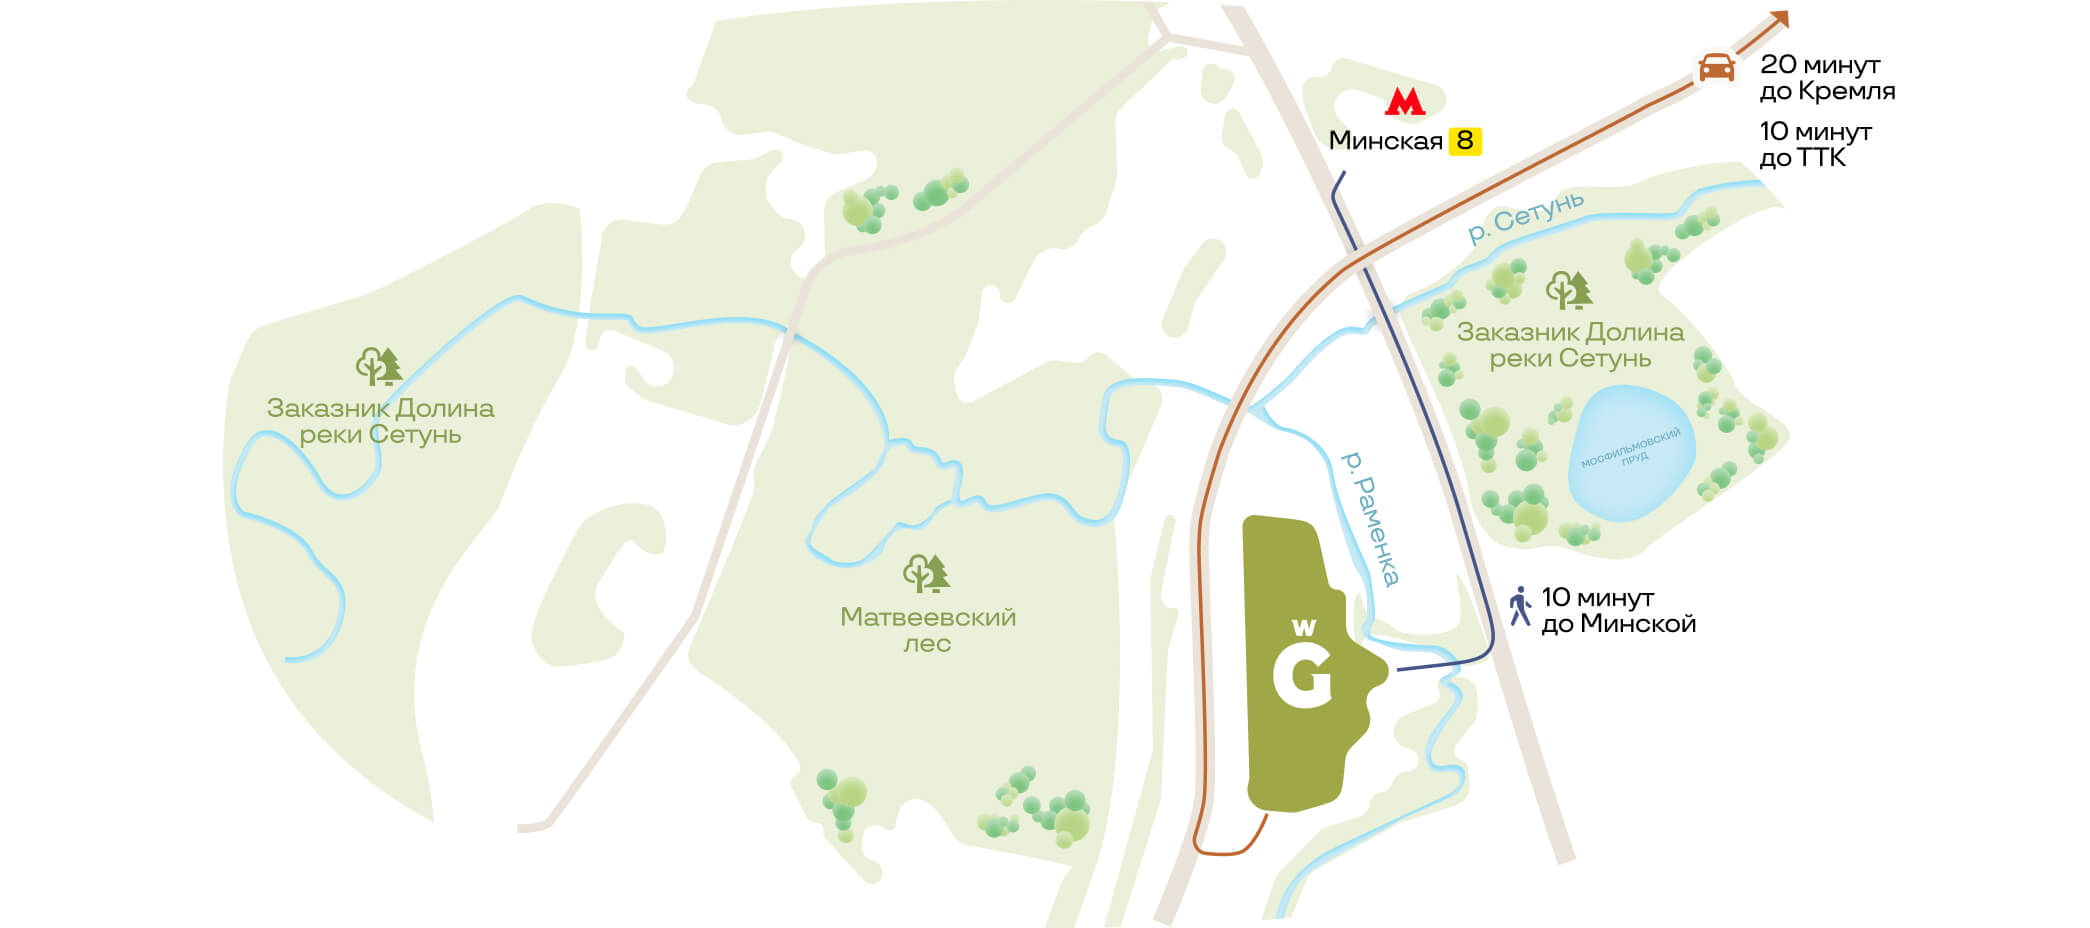 20 минут
до Кремля
10 минут
до ТТК
М
Минская 8
р. Сетунь
Заказник Долина
реки Сетунь
Заказник Долина
реки Сетунь
МОСФИЛЬМОВСКИЙ
ПРУД
р. Раменка
Матвеевский
лес
10 минут
до Минской
W
G